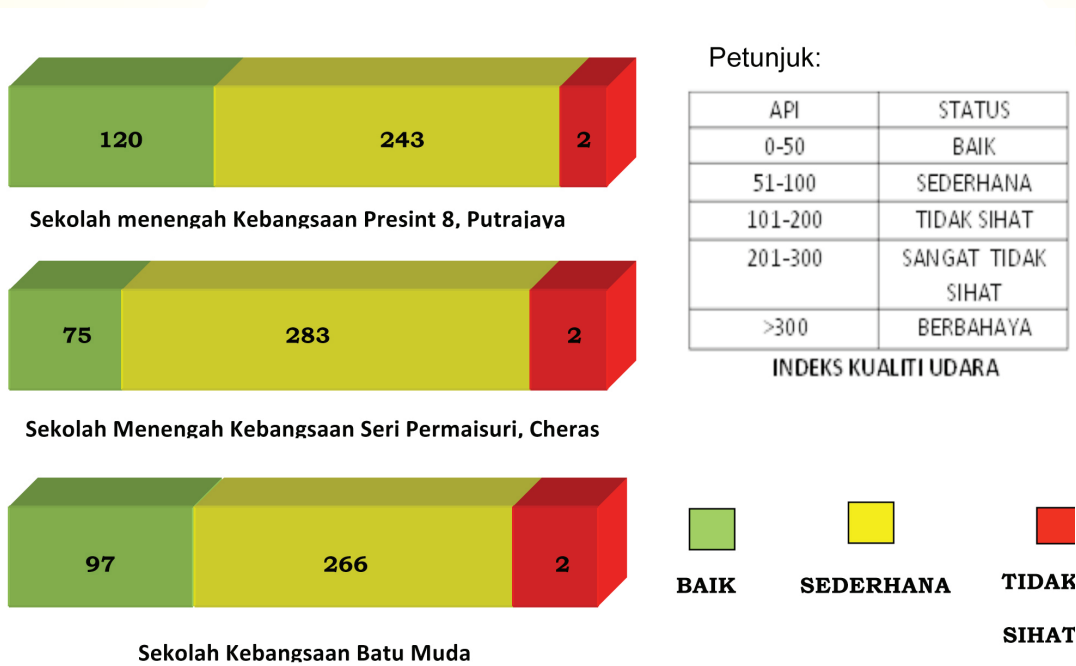 120 243 2
Sekolah menengah Kebangsaan Presint 8, Putrajaya
75 283 2
Sekolah Menengah Kebangsaan Seri Permaisuri, Cheras
97 266 2
Sekolah Kebangsaan Batu Muda
Petunjuk:
API STATUS
0-50 BAIK
51-100 SEDERHANA
101-200 TIDAK SIHAT
201-300 SANGAT TIDAK
SIHAT
>300 BERBAHAYA
INDEKS KUALITI UDARA
BAIK SEDERHANA TIDAK
SIHAT